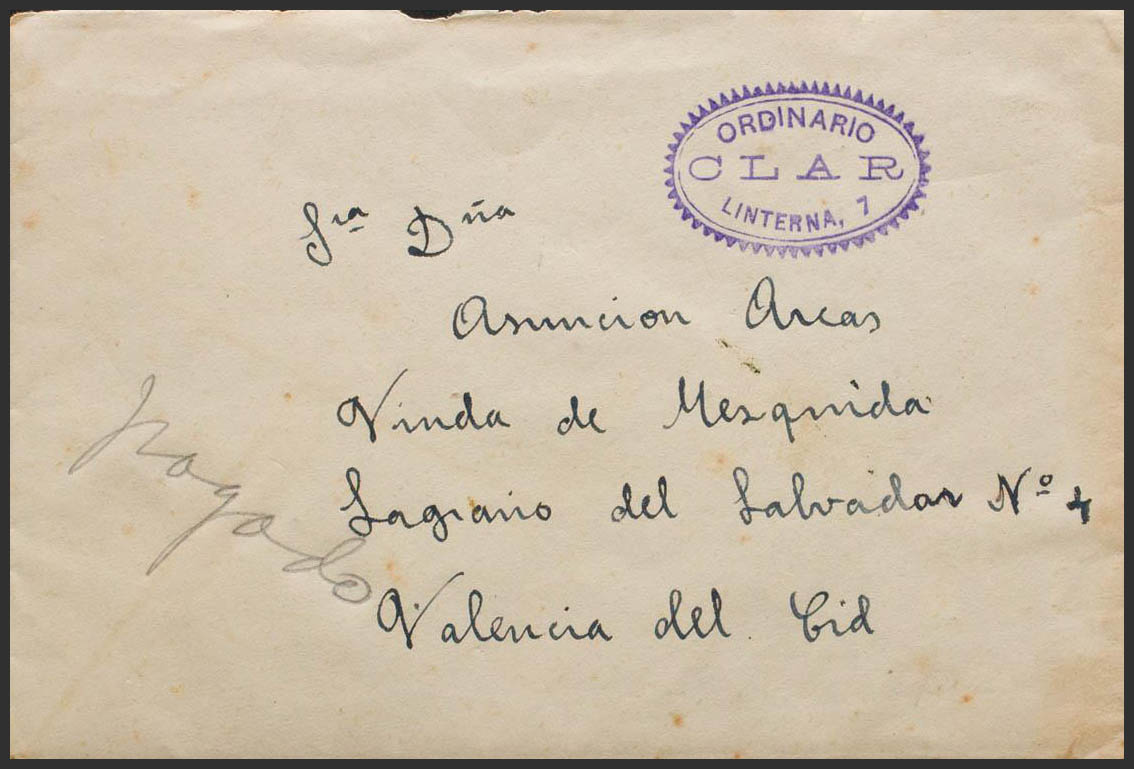 ORDINARIO
CLAR
LINTERNA, 7
Sra Dña
Asuncion Arcas
Viuda de Mesquida
Sagrario del Salvador Nº 4
Valencia del Cid
Pagado